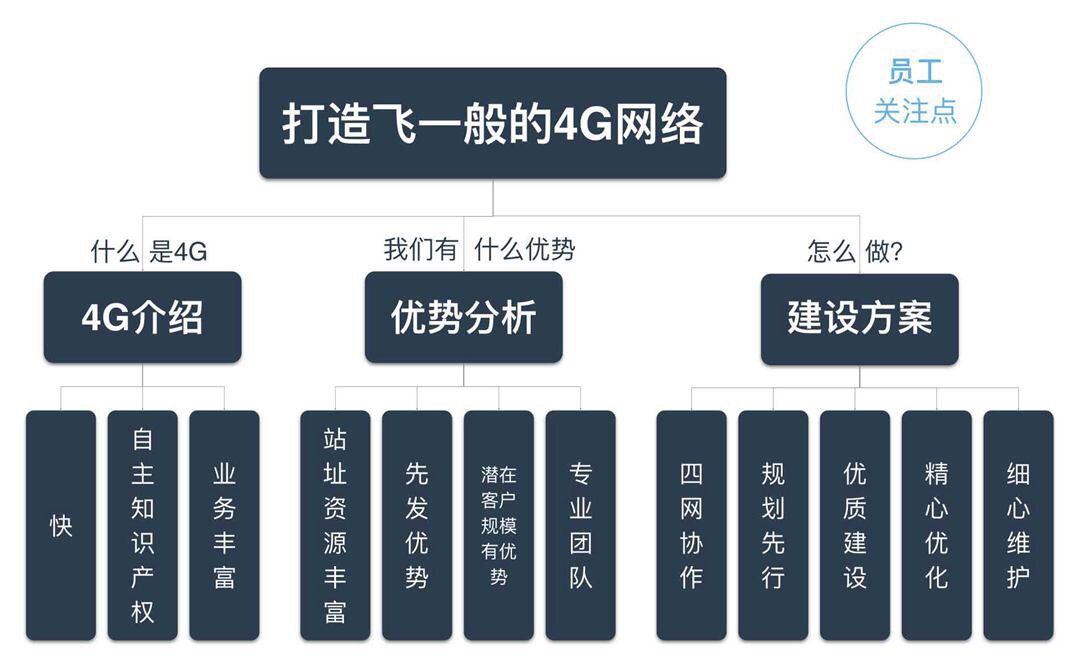 员工
关注点
打造飞一般的4G网络
什么是4G
我们有什么优势
怎么做?
4G介绍
优势分析
建设方案
快
自主知识产权
业务丰富
站址资源丰富
先发优势
潜在
客户
规模
有优
势
专业团队
四网协作
规划先行
优质建设
精心优化
细心维护